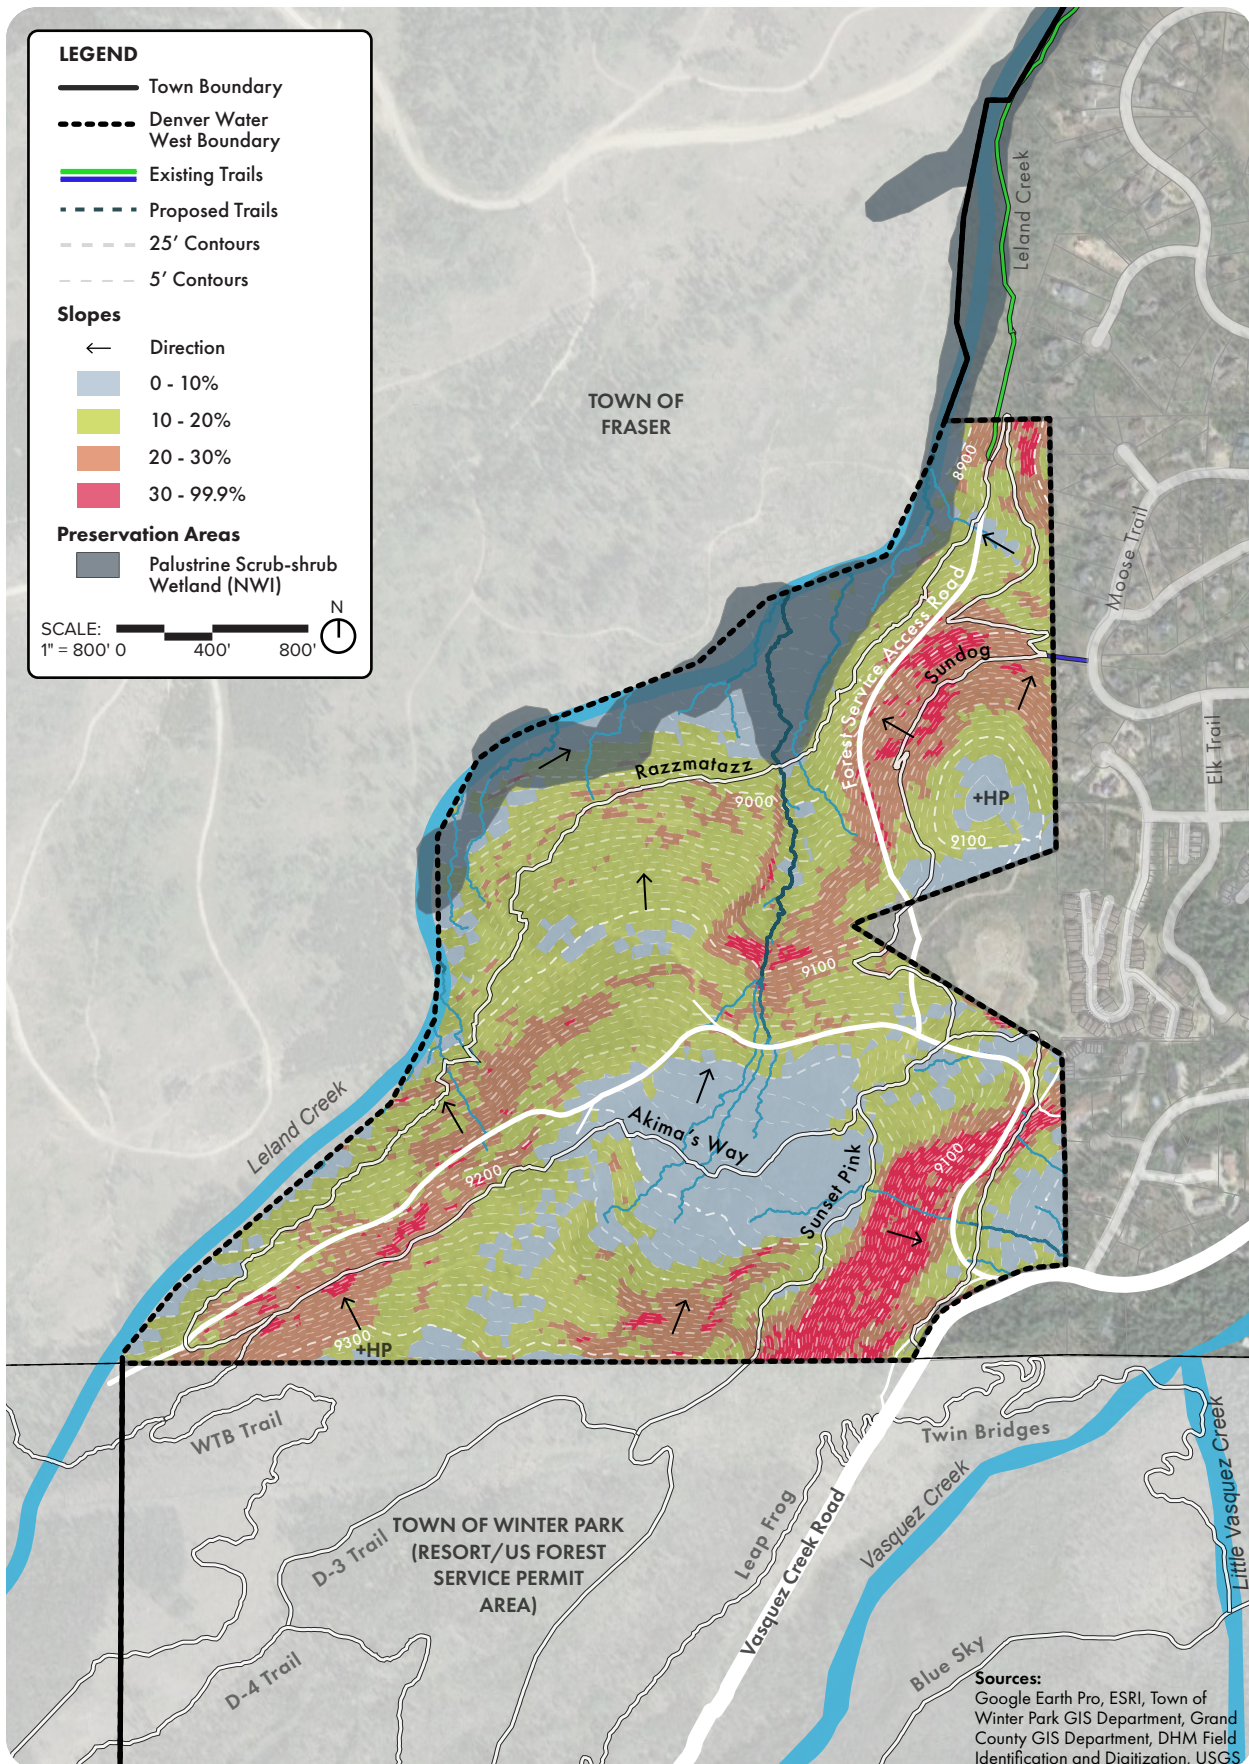 LEGEND
Town Boundary
Denver Water
West Boundary
Existing Trails
Proposed Trails
25’ Contours
5’ Contours
Slopes
Direction
0 - 10%
10 - 20%
20 - 30%
30 - 99.9%
Preservation Areas
Palustrine Scrub-shrub
Wetland (NWI)
N
SCALE:
1" = 800' 0
400'
800'
Leland Creek
TOWN OF
FRASER
8900
Moose Trail
Forest Service Access Road
Sundog
Elk Trail
Razzmatazz
9000
+HP
9100
9100
Leland Creek
Akima's Way
9100
9200
Sunset Pink
9300
+HP
WTB Trail
Twin Bridges
Little Vasquez Creek
Vasquez Creek
Leap Frog
Vasquez Creek Road
D-3 Trail
TOWN OF WINTER PARK
(RESORT/US FOREST
SERVICE PERMIT
AREA)
D-4 Trail
Blue Sky
Sources:
Google Earth Pro, ESRI, Town of
Winter Park GIS Department, Grand
County GIS Department, DHM Field
Identification and Digitization, USGS